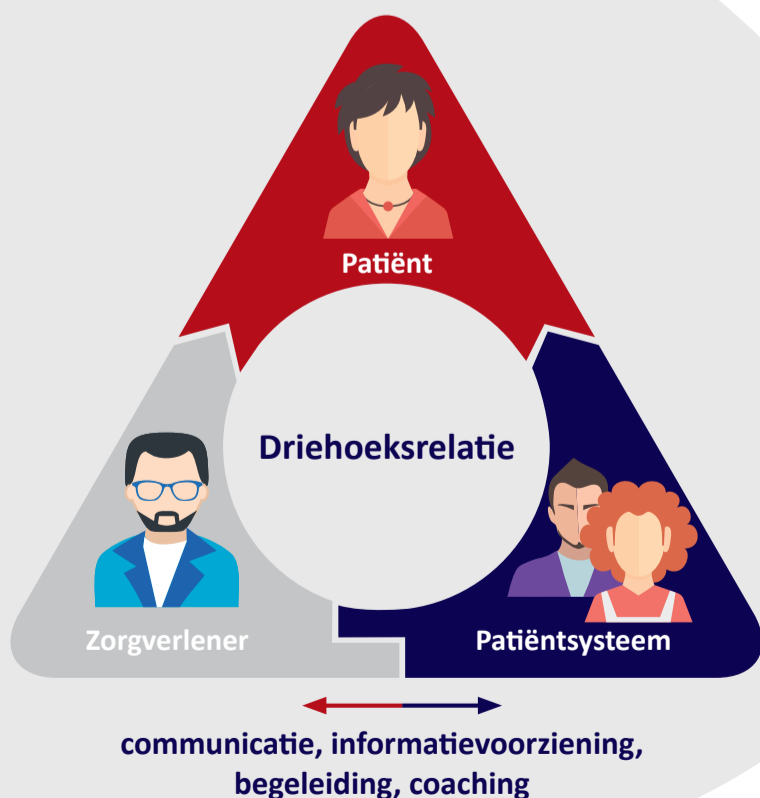 Patiënt
Driehoeksrelatie
Zorgverlener
Patiëntsysteem
communicatie, informatievoorziening,
begeleiding, coaching